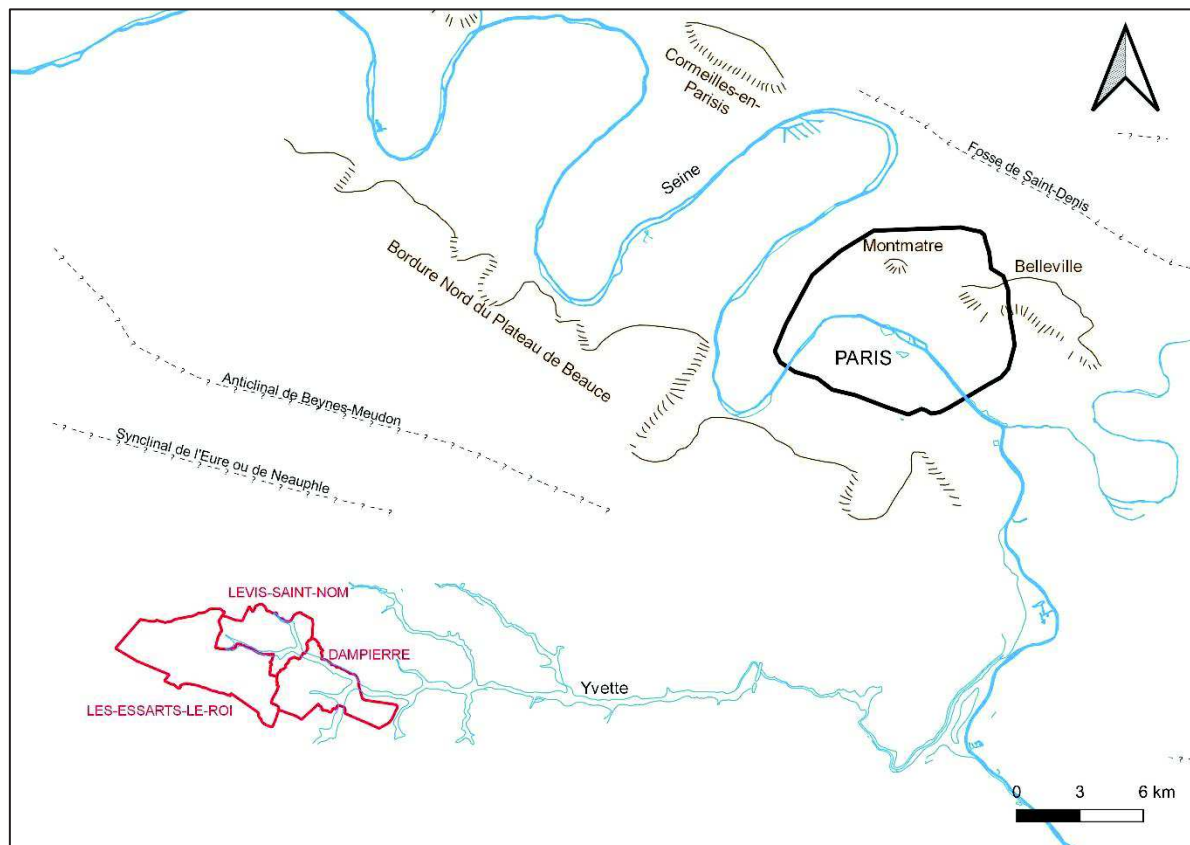 Cormeilles-en-
Parisis
Fosse de Saint-Denis
Seine
Montmatre
Belleville
Bordure Nord du Plateau de Beauce
PARIS
Anticlinal de Beynes-Meudon
Synclinal de l'Eure ou de Neauphle
LEVIS-SAINT-NOM
DAMPIERRE
Yvette
LES-ESSARTS-LE-ROI
0 3 6 km